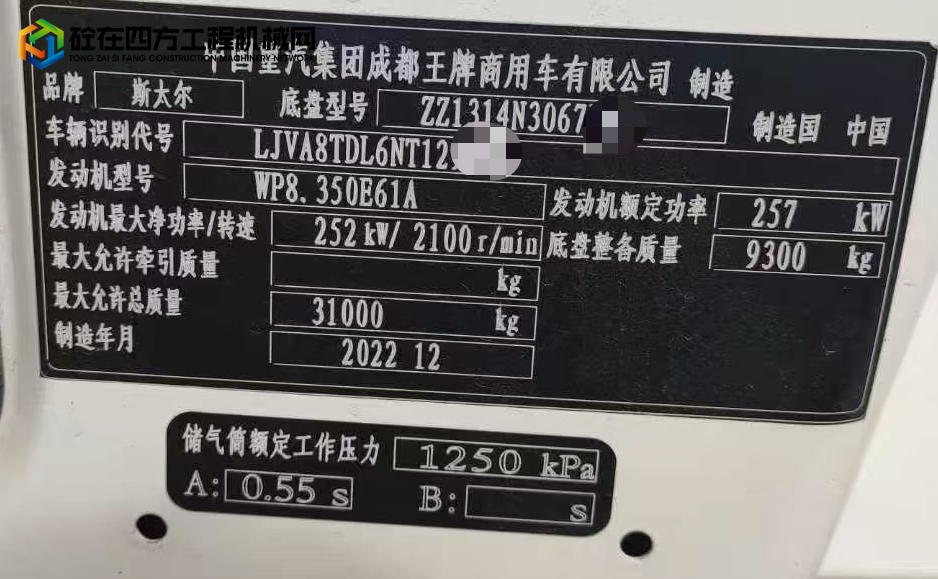 砼在四方工程机械网
TONG ZAI SI FANG CONSTRUCTION MACHINERY NETWORK
中国重汽集团成都王牌商用车有限公司 制造
品牌 斯太尔 底盘型号 ZZ1314N3067 制造国 中国
车辆识别代号 LJVA8TDL6NT12
发动机型号 WP8.350E61A 发动机额定功率 257 kW
发动机最大净功率/转速 252 kW/ 2100 r/min 底盘整备质量 9300 kg
最大允许牵引质量 kg
最大允许总质量 31000 kg
制造年月 2022 12
储气筒额定工作压力 1250 kPa
A: 0.55 s B: s